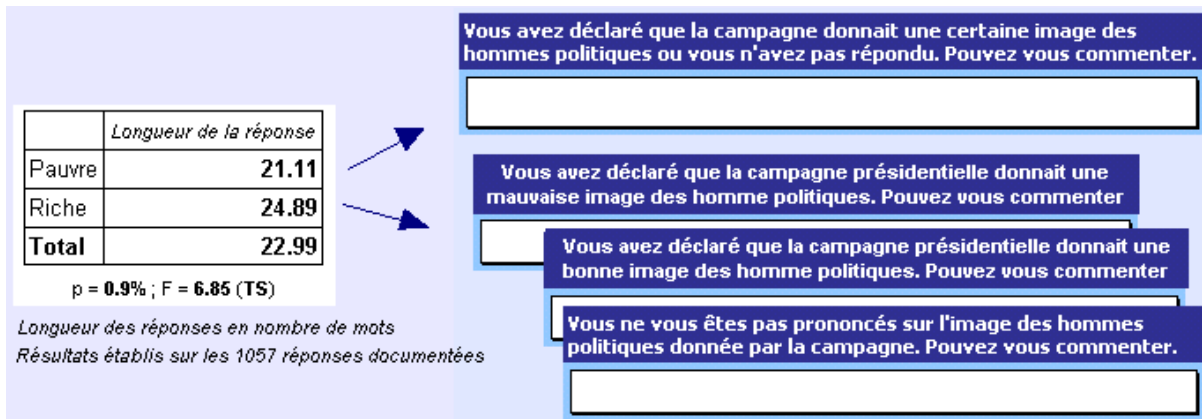 Vous avez déclaré que la campagne donnait une certaine image des
hommes politiques ou vous n'avez pas répondu. Pouvez vous commenter.
Longueur de la réponse
Pauvre 21.11
Riche 24.89
Total 22.99
p = 0.9% ; F = 6.85 (TS)
Longueur des réponses en nombre de mots
Résultats établis sur les 1057 réponses documentées
Vous avez déclaré que la campagne présidentielle donnait une
mauvaise image des homme politiques. Pouvez vous commenter
Vous avez déclaré que la campagne présidentielle donnait une
bonne image des homme politiques. Pouvez vous commenter
Vous ne vous êtes pas prononcés sur l'image des hommes
politiques donnée par la campagne. Pouvez vous commenter.